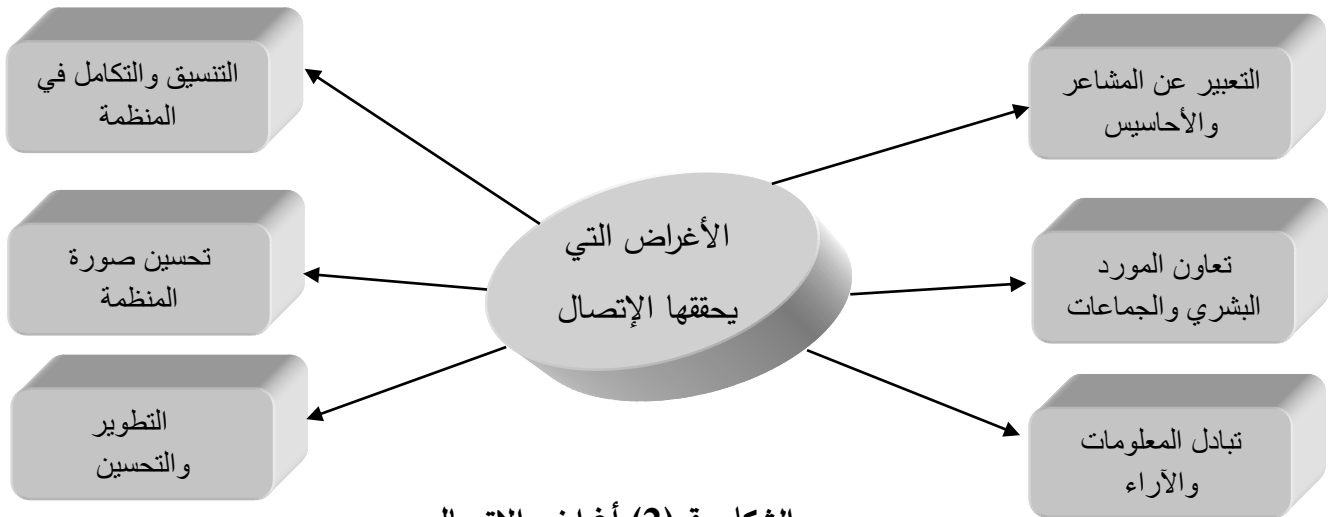 التعبير عن المشاعر
والأحاسيس
التنسيق والتكامل في
المنظمة
الأغراض التي
يحققها الإتصال
تعاون المورد
البشري والجماعات
تحسين صورة
المنظمة
تبادل المعلومات
والآراء
التطوير
والتحسين
(2)